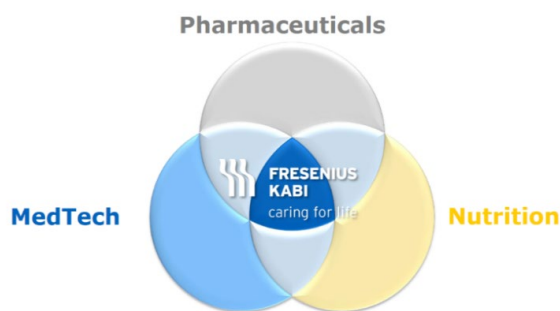 Pharmaceuticals
FRESENIUS
KABI
caring for life
MedTech
Nutrition